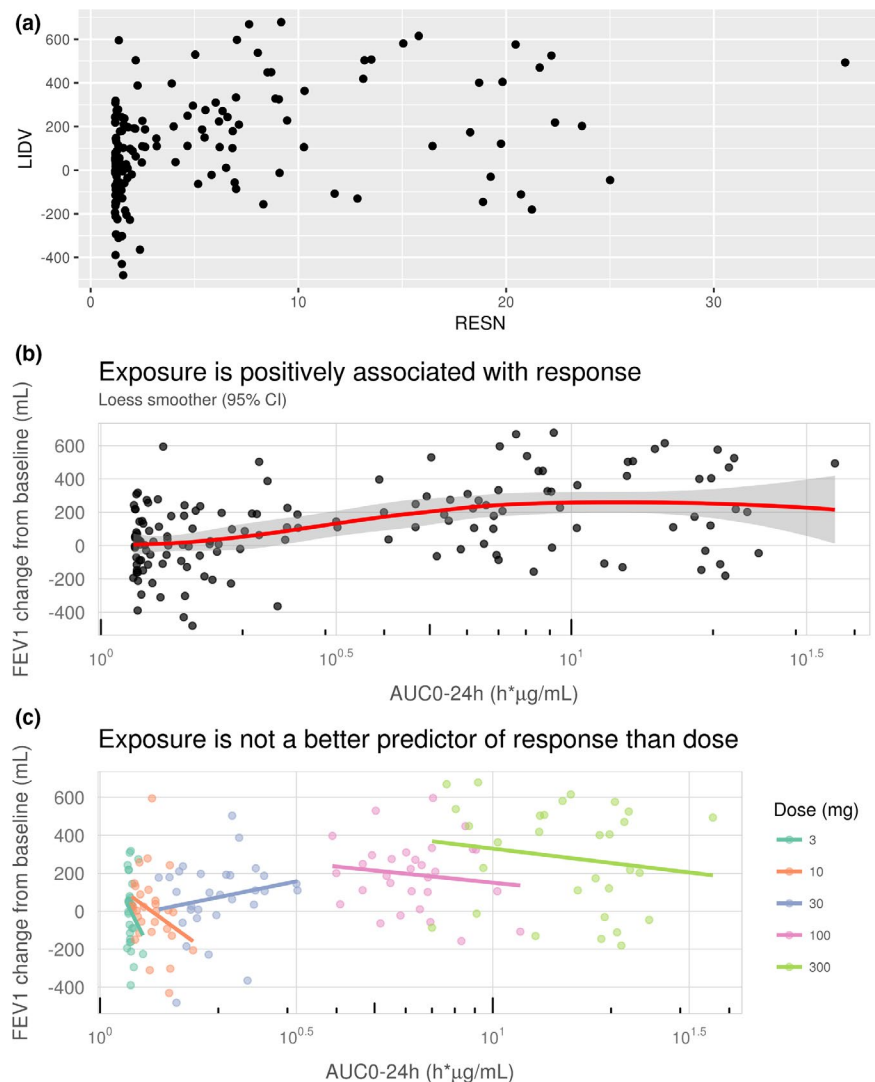 (a)
600
400
200
0
-200
-400
LIDV
0
10
20
30
RESN
(b)
Exposure is positively associated with response
Loess smoother (95% CI)
FEV1 change from baseline (mL)
600
400
200
0
-200
-400
10^0
10^0.5
10^1
10^1.5
AUC0-24h (h*µg/mL)
(c)
Exposure is not a better predictor of response than dose
FEV1 change from baseline (mL)
600
400
200
0
-200
-400
10^0
10^0.5
10^1
10^1.5
AUC0-24h (h*µg/mL)
Dose (mg)
3
10
30
100
300